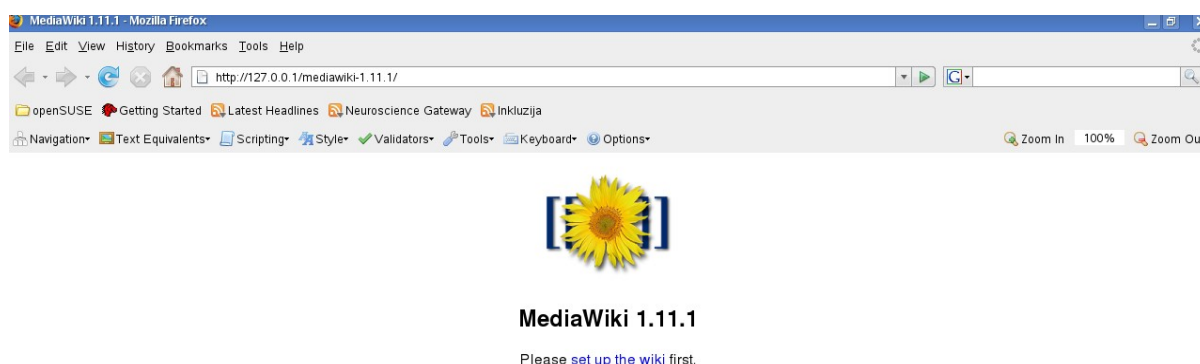 MediaWiki 1.11.1 - Mozilla Firefox
File Edit View History Bookmarks Tools Help
http://127.0.0.1/mediawiki-1.11.1/
G
openSUSE Getting Started Latest Headlines Neuroscience Gateway Inkluzija
Navigation Text Equivalents Scripting Style Validators Tools Keyboard Options Zoom In 100% Zoom Ou
[[ ]]
MediaWiki 1.11.1
Please set up the wiki first.